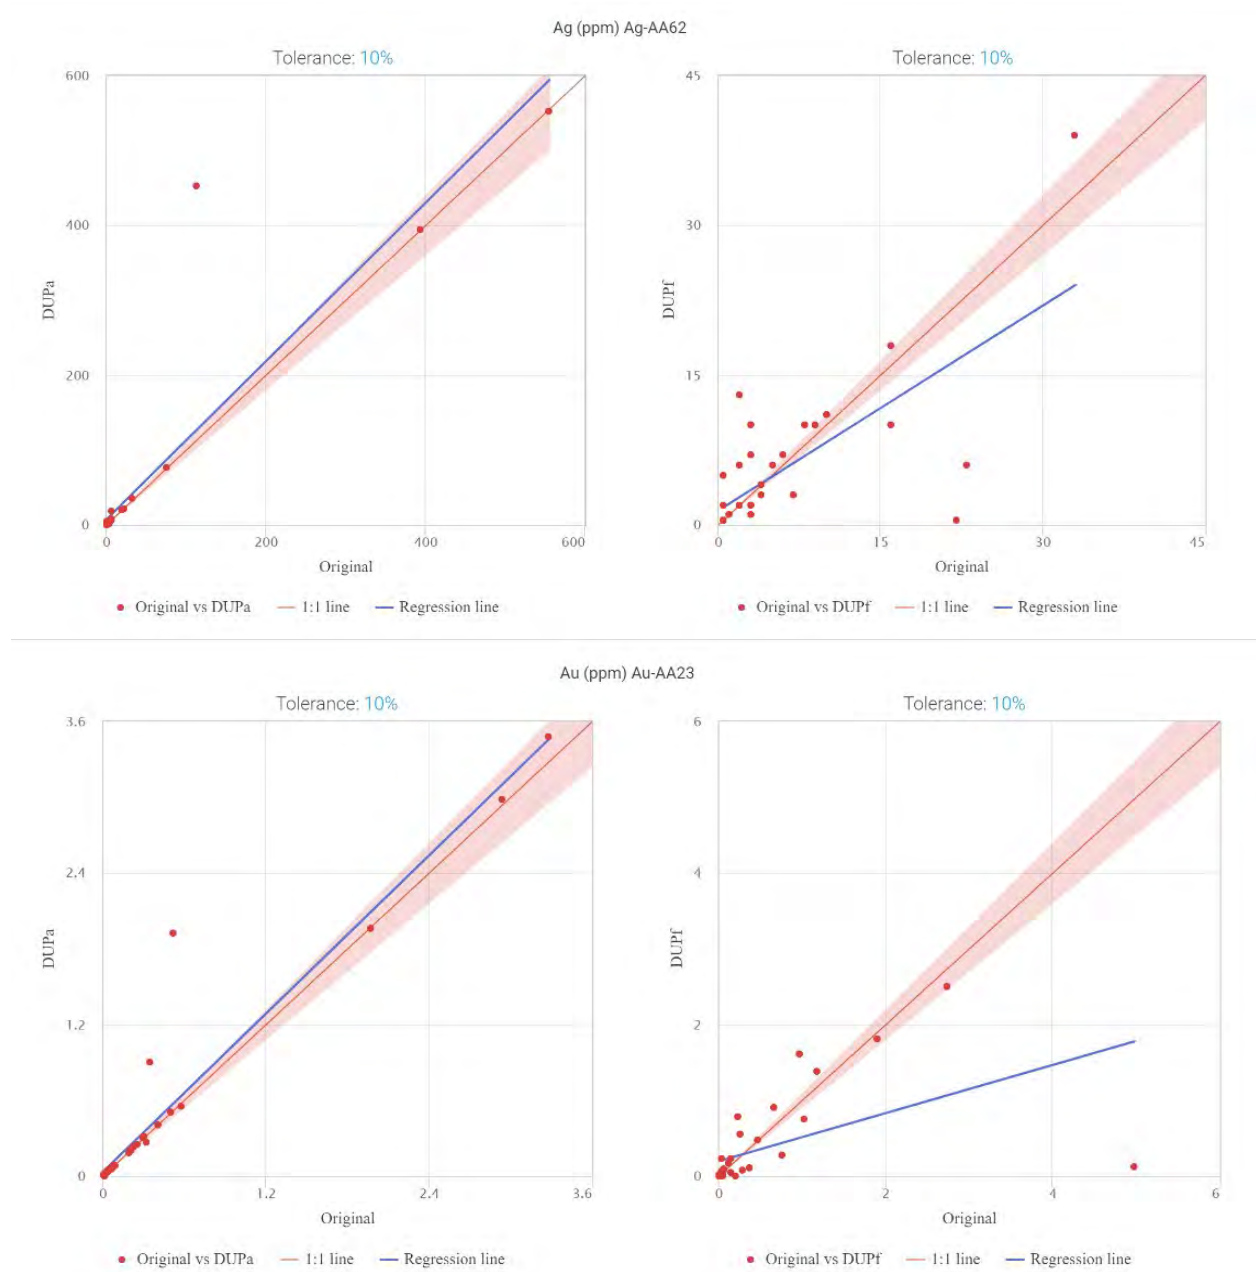 Ag (ppm) Ag-AA62
Tolerance: 10%
600
400
200
0
DUPa
0 200 400 600
Original
Original vs DUPa 1:1 line Regression line
Tolerance: 10%
45
30
15
0
DUPf
0 15 30 45
Original
Original vs DUPf 1:1 line Regression line
Au (ppm) Au-AA23
Tolerance: 10%
3.6
2.4
1.2
0
DUPa
0 1.2 2.4 3.6
Original
Original vs DUPa 1:1 line Regression line
Tolerance: 10%
6
4
2
0
DUPf
0 2 4 6
Original
Original vs DUPf 1:1 line Regression line